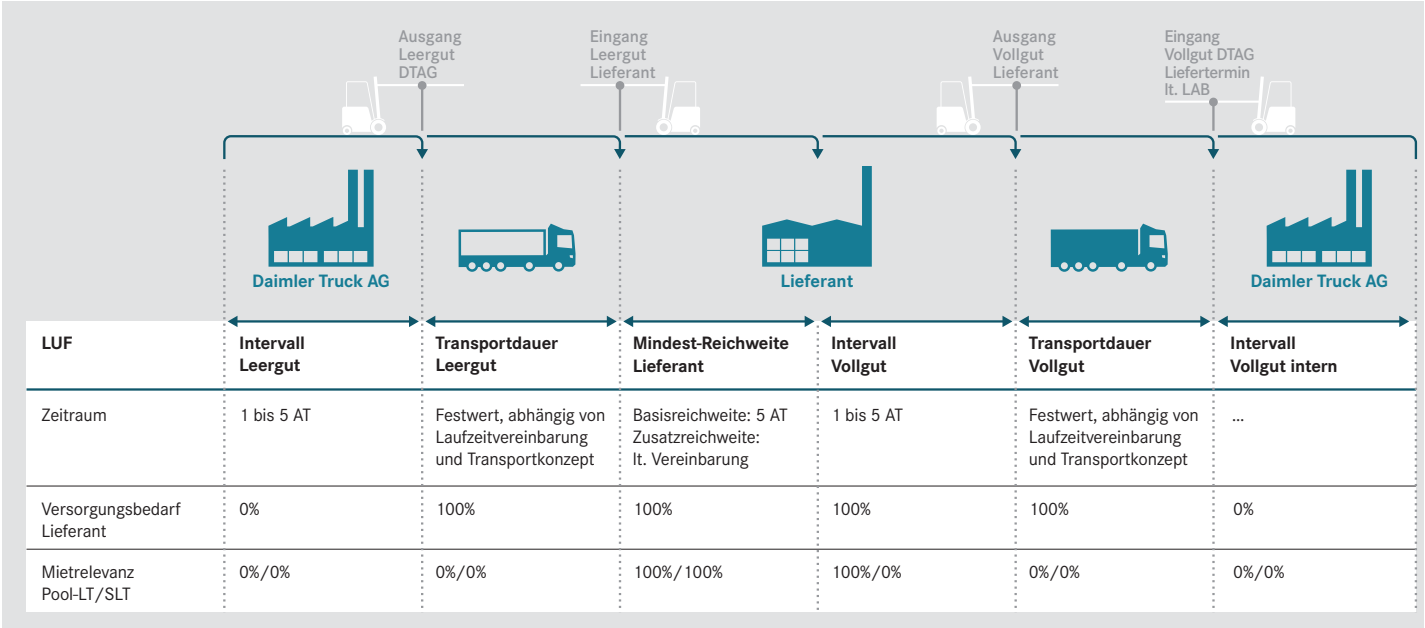 Ausgang
Leergut
DTAG
Eingang
Leergut
Lieferant
Ausgang
Vollgut
Lieferant
Eingang
Vollgut DTAG
Liefertermin
lt. LAB
Daimler Truck AG
Lieferant
Daimler Truck AG
LUF
Intervall
Leergut
Transportdauer
Leergut
Mindest-Reichweite
Lieferant
Intervall
Vollgut
Transportdauer
Vollgut
Intervall
Vollgut intern
Zeitraum
1 bis 5 AT
Festwert, abhängig von
Laufzeitvereinbarung
und Transportkonzept
Basisreichweite: 5 AT
Zusatzreichweite:
lt. Vereinbarung
1 bis 5 AT
Festwert, abhängig von
Laufzeitvereinbarung
und Transportkonzept
...
Versorgungsbedarf
Lieferant
0%
100%
100%
100%
100%
0%
Mietrelevanz
Pool-LT/SLT
0%/0%
0%/0%
100%/100%
100%/0%
0%/0%
0%/0%